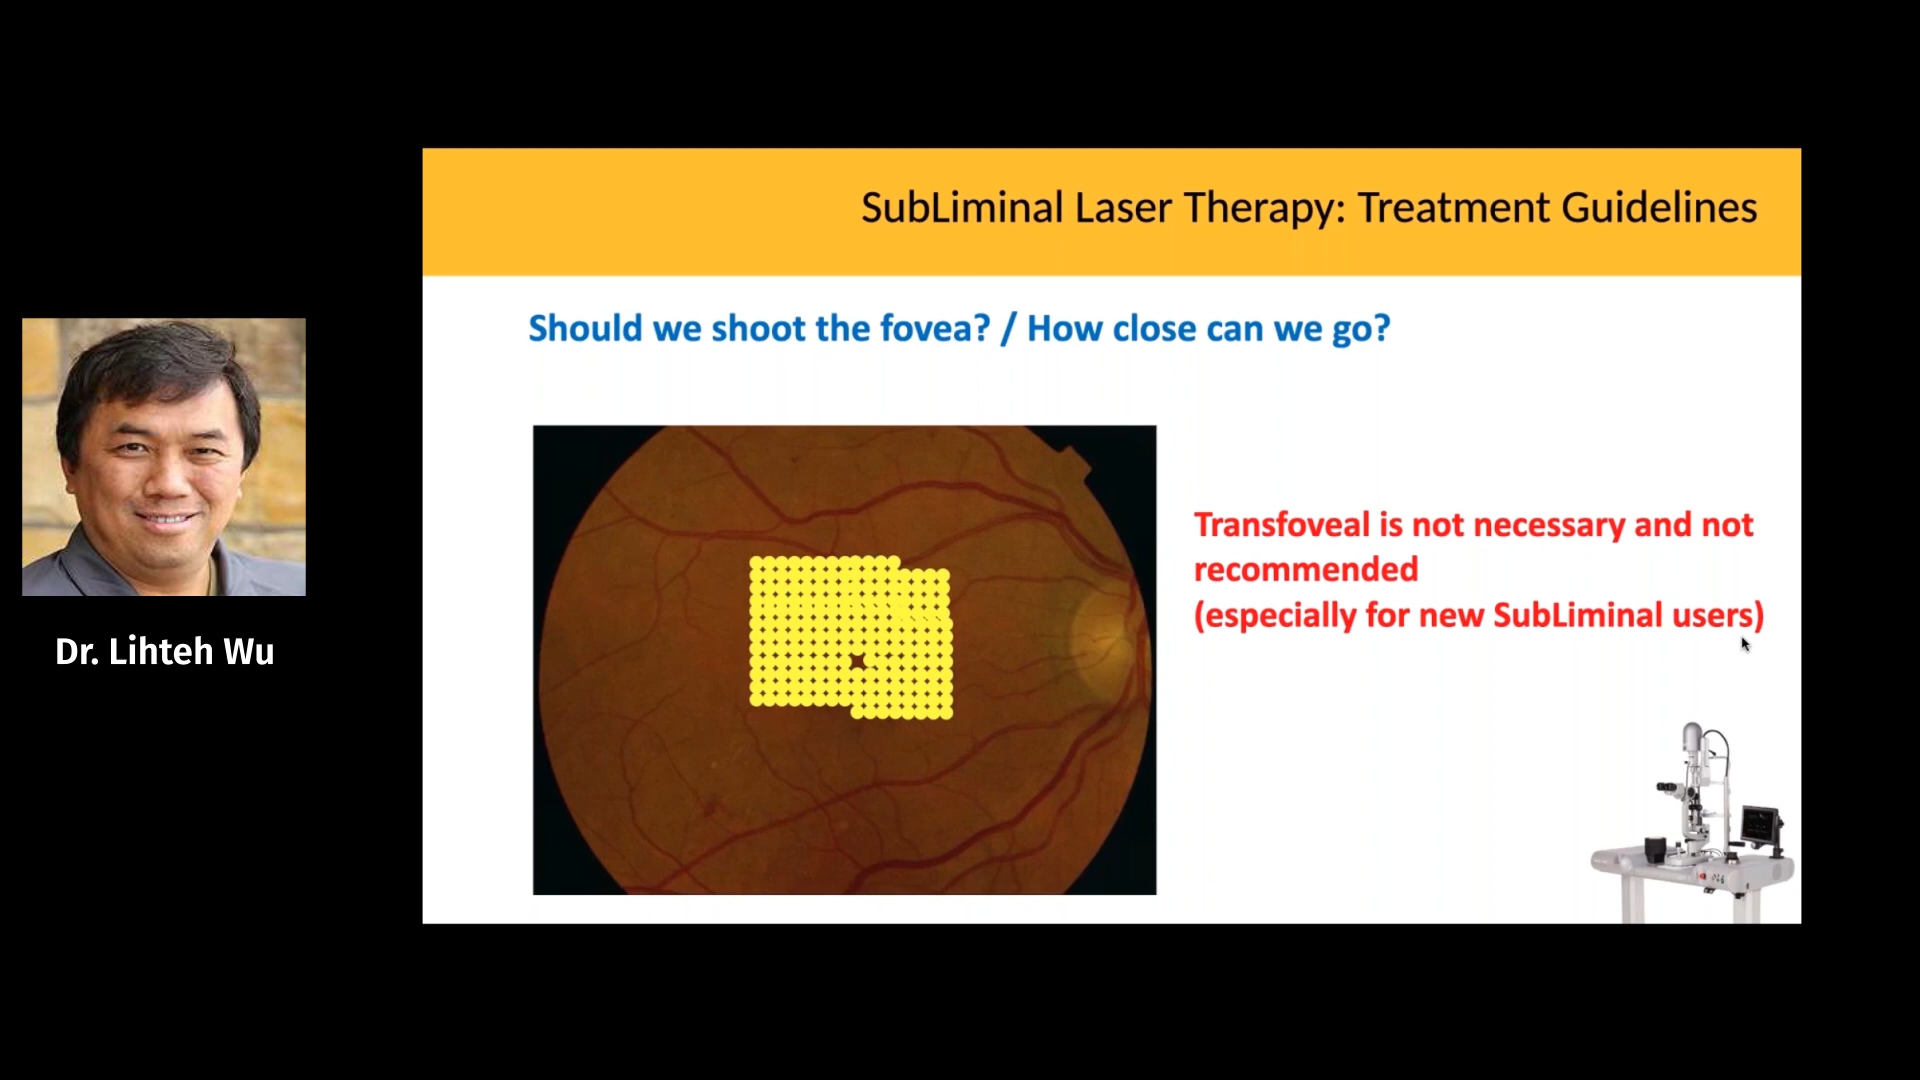 SubLiminal Laser Therapy: Treatment Guidelines
Should we shoot the fovea? / How close can we go?
Transfoveal is not necessary and not
recommended
(especially for new SubLiminal users)
Dr. Lihteh Wu